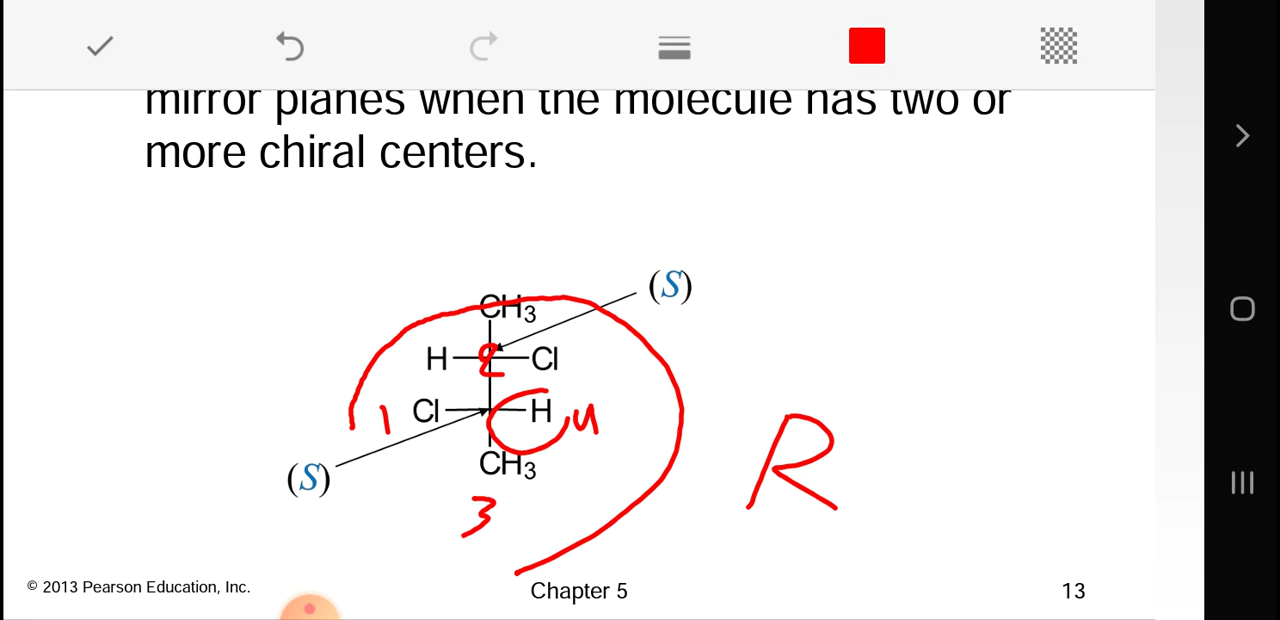 mirror planes when the molecule has two or
more chiral centers.
(S)
CH3
H 2 Cl
1 Cl H 4
(S)
CH3
3
R
© 2013 Pearson Education, Inc.
Chapter 5
13